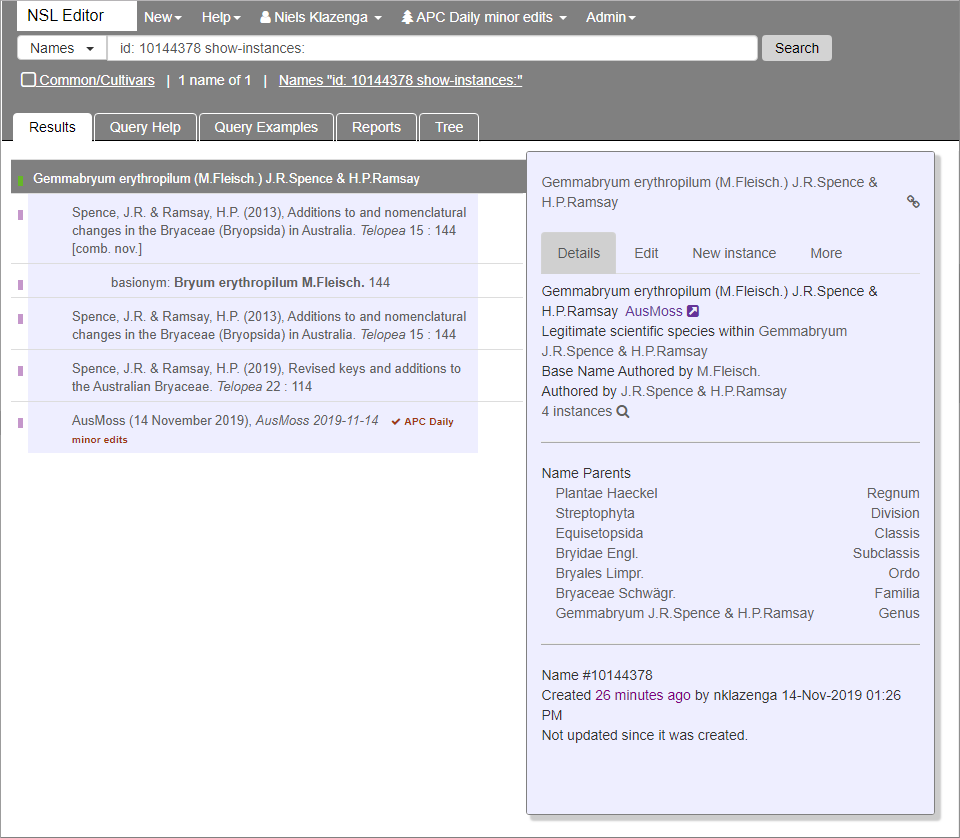 NSL Editor New Help Niels Klazenga APC Daily minor edits Admin
Names id: 10144378 show-instances: Search
Common/Cultivars | 1 name of 1 | Names "id: 10144378 show-instances:"
Results Query Help Query Examples Reports Tree
Gemmabryum erythropilum (M.Fleisch.) J.R.Spence & H.P.Ramsay
Spence, J.R. & Ramsay, H.P. (2013), Additions to and nomenclatural
changes in the Bryaceae (Bryopsida) in Australia. Telopea 15 : 144
[comb. nov.]
basionym: Bryum erythropilum M.Fleisch. 144
Spence, J.R. & Ramsay, H.P. (2013), Additions to and nomenclatural
changes in the Bryaceae (Bryopsida) in Australia. Telopea 15 : 144
Spence, J.R. & Ramsay, H.P. (2019), Revised keys and additions to
the Australian Bryaceae. Telopea 22 : 114
AusMoss (14 November 2019), AusMoss 2019-11-14 ✔ APC Daily
minor edits
Gemmabryum erythropilum (M.Fleisch.) J.R.Spence &
H.P.Ramsay
Details Edit New instance More
Gemmabryum erythropilum (M.Fleisch.) J.R.Spence &
H.P.Ramsay AusMoss
Legitimate scientific species within Gemmabryum
J.R.Spence & H.P.Ramsay
Base Name Authored by M.Fleisch.
Authored by J.R.Spence & H.P.Ramsay
4 instances
Name Parents
Plantae Haeckel Regnum
Streptophyta Division
Equisetopsida Classis
Bryidae Engl. Subclassis
Bryales Limpr. Ordo
Bryaceae Schwägr. Familia
Gemmabryum J.R.Spence & H.P.Ramsay Genus
Name #10144378
Created 26 minutes ago by nklazenga 14-Nov-2019 01:26
PM
Not updated since it was created.